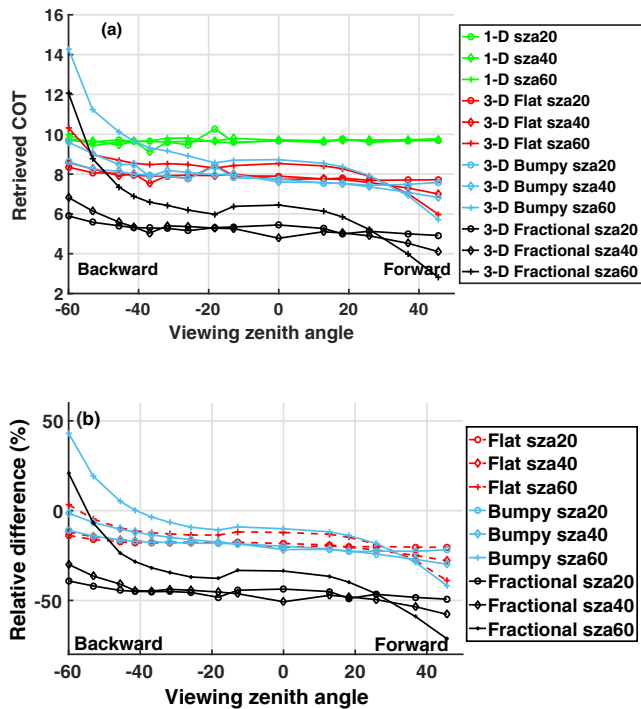 (a)
16
14
12
10
8
6
4
2
Retrieved COT
Backward
Forward
-60
-40
-20
0
20
40
Viewing zenith angle
1-D sza20
1-D sza40
1-D sza60
3-D Flat sza20
3-D Flat sza40
3-D Flat sza60
3-D Bumpy sza20
3-D Bumpy sza40
3-D Bumpy sza60
3-D Fractional sza20
3-D Fractional sza40
3-D Fractional sza60
(b)
50
0
-50
Relative difference (%)
Backward
Forward
-60
-40
-20
0
20
40
Viewing zenith angle
Flat sza20
Flat sza40
Flat sza60
Bumpy sza20
Bumpy sza40
Bumpy sza60
Fractional sza20
Fractional sza40
Fractional sza60